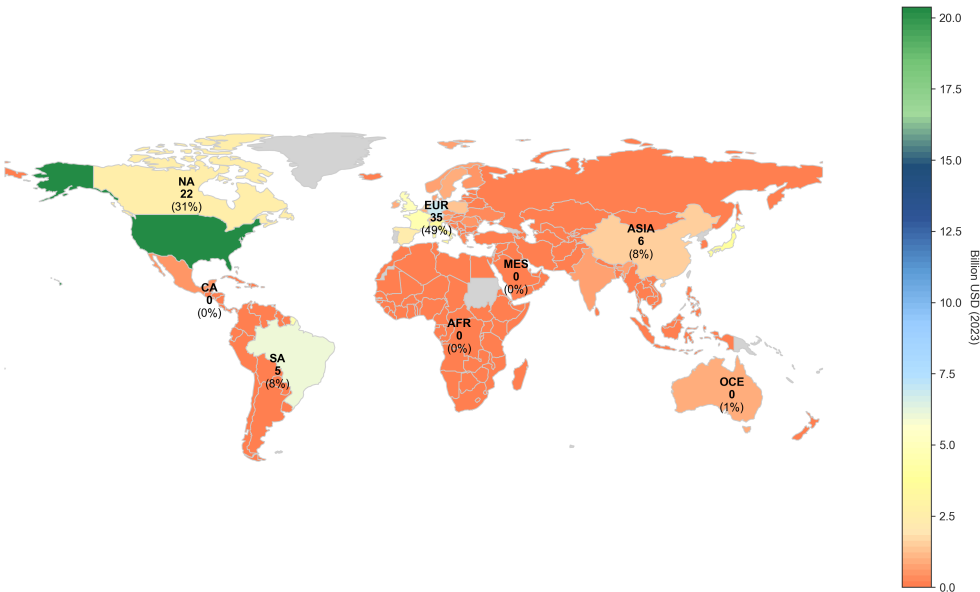 NA
22
(31%)
EUR
35
(49%)
ASIA
6
(8%)
MES
0
(0%)
CA
0
(0%)
AFR
0
(0%)
SA
5
(8%)
OCE
0
(1%)
20.0
17.5
15.0
12.5
10.0
7.5
5.0
2.5
0.0
Billion USD (2023)